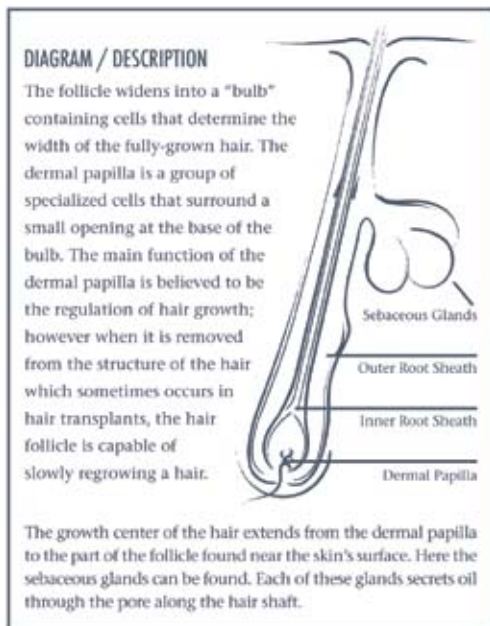 DIAGRAM / DESCRIPTION
The follicle widens into a "bulb"
containing cells that determine the
width of the fully-grown hair. The
dermal papilla is a group of
specialized cells that surround a
small opening at the base of the
bulb. The main function of the
dermal papilla is believed to be
the regulation of hair growth;
however when it is removed
from the structure of the hair
which sometimes occurs in
hair transplants, the hair
follicle is capable of
slowly regrowing a hair.
Sebaceous Glands
Outer Root Sheath
Inner Root Sheath
Dermal Papilla
The growth center of the hair extends from the dermal papilla
to the part of the follicle found near the skin's surface. Here the
sebaceous glands can be found. Each of these glands secrets oil
through the pore along the hair shaft.